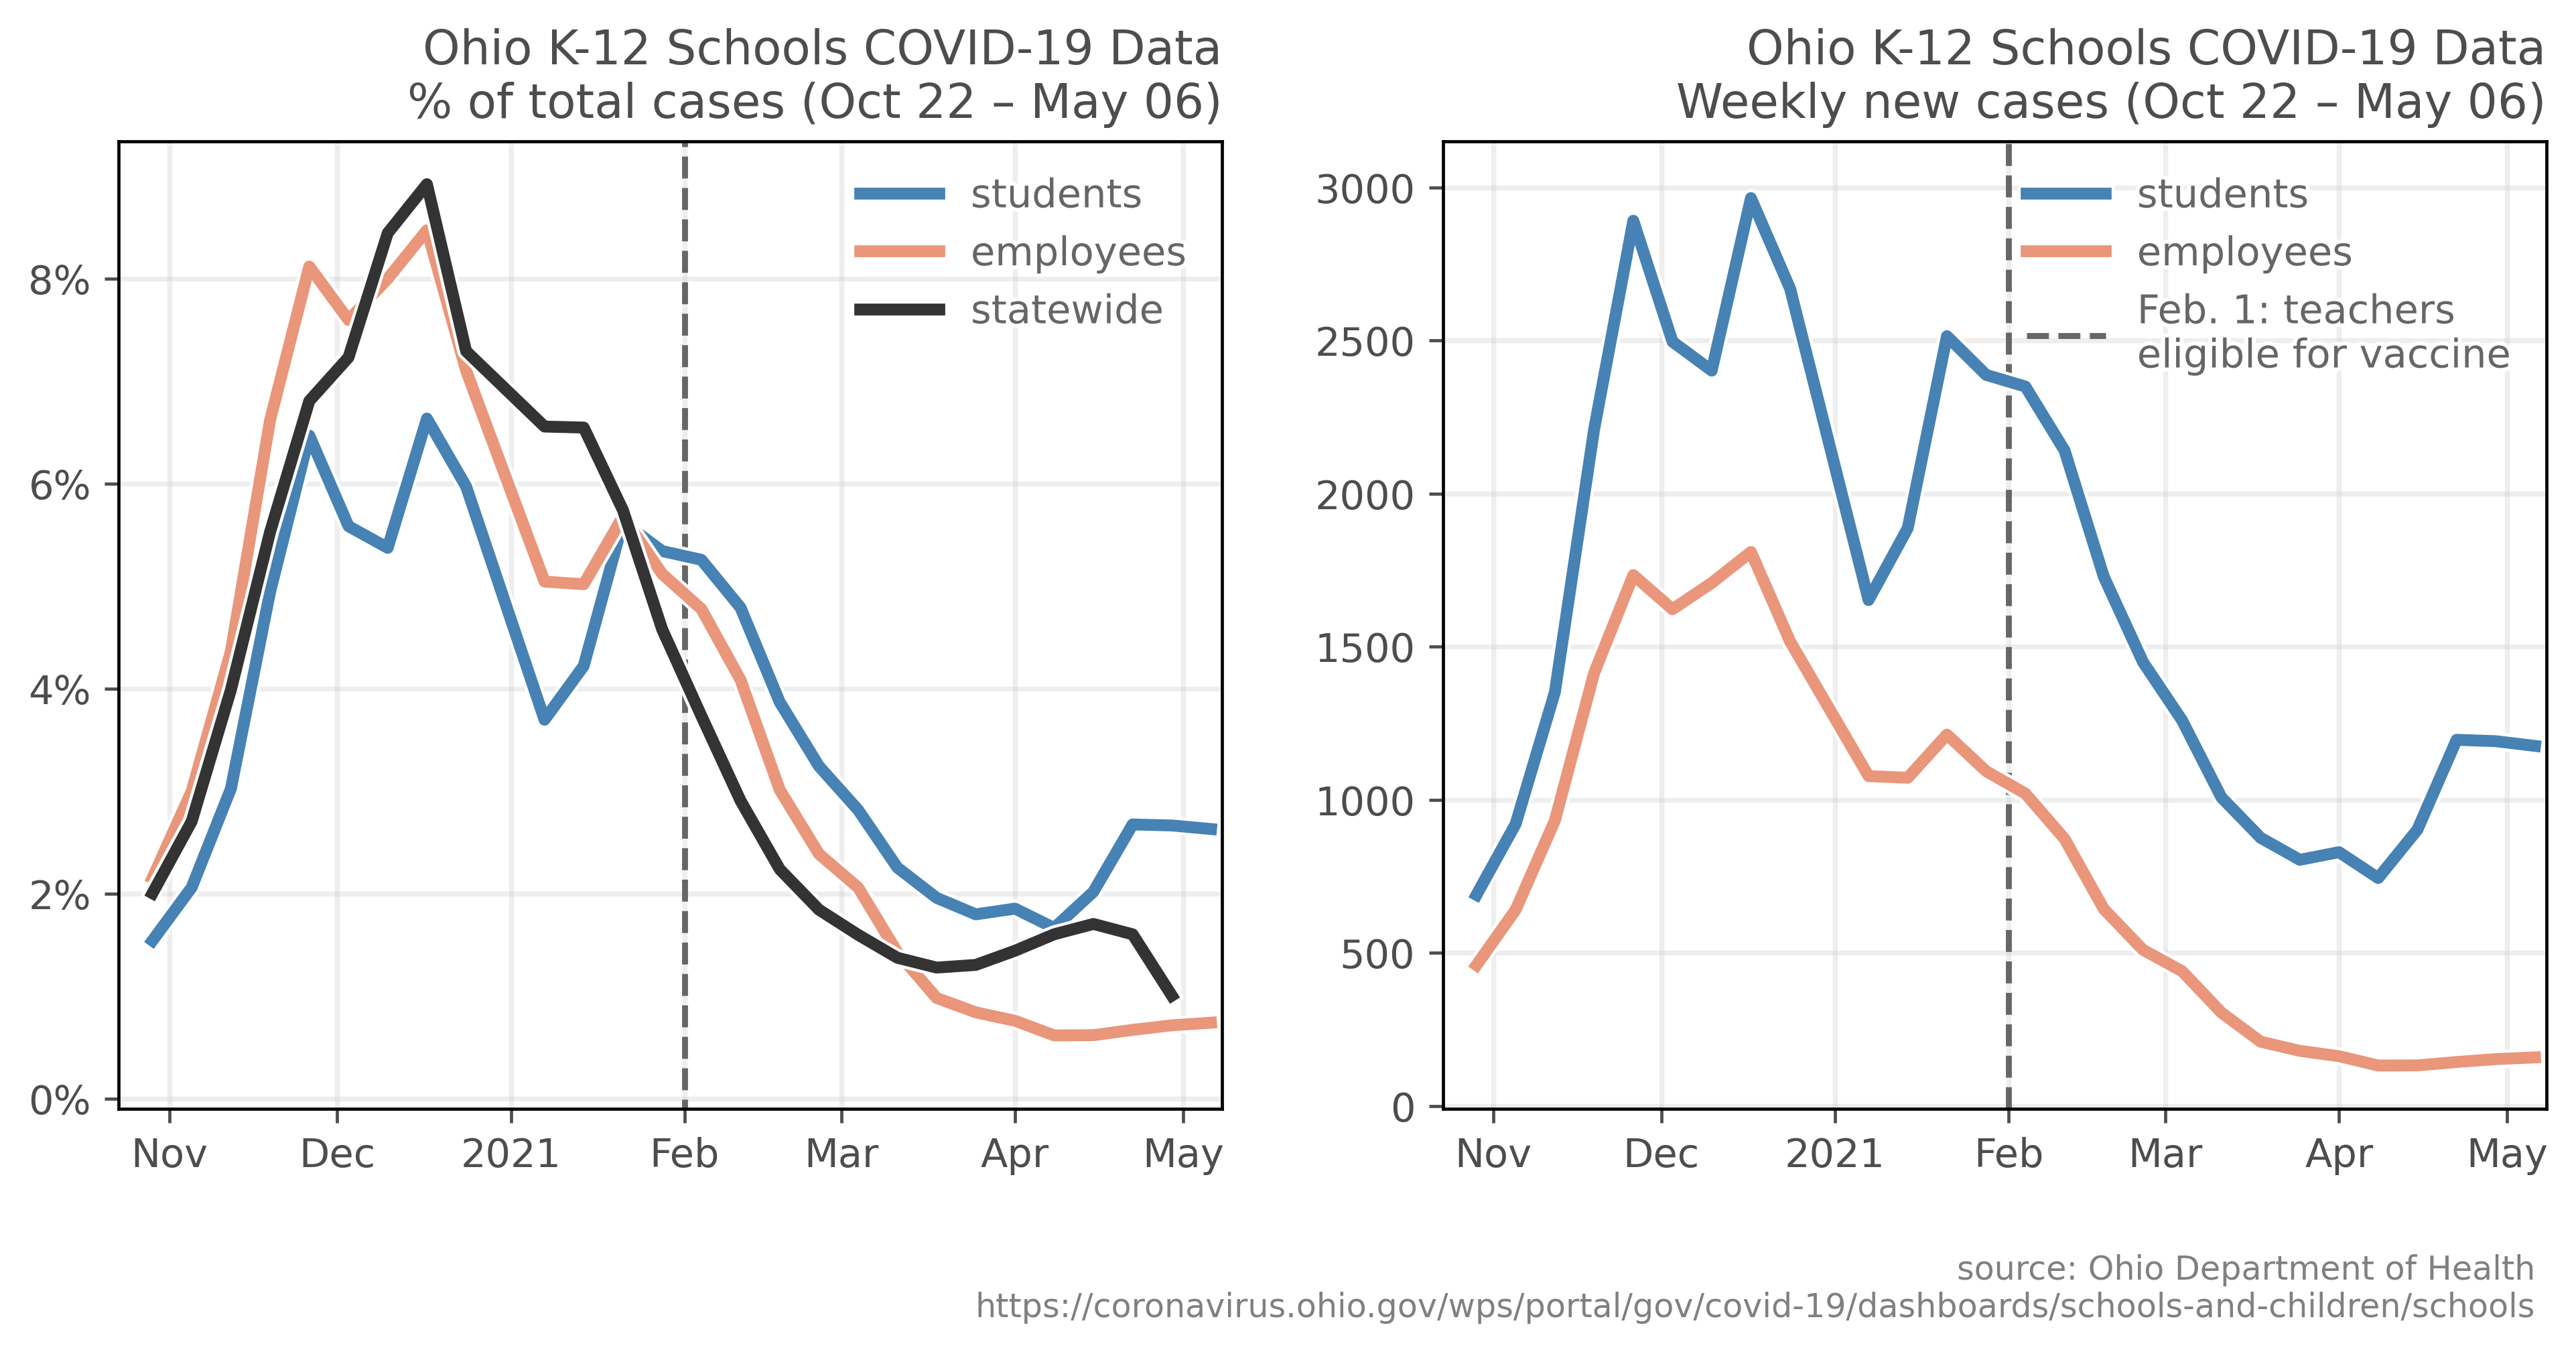 Ohio K-12 Schools COVID-19 Data
% of total cases (Oct 22 – May 06)
students
employees
statewide
8%
6%
4%
2%
0%
Nov Dec 2021 Feb Mar Apr May
Ohio K-12 Schools COVID-19 Data
Weekly new cases (Oct 22 – May 06)
students
employees
Feb. 1: teachers
eligible for vaccine
3000
2500
2000
1500
1000
500
0
Nov Dec 2021 Feb Mar Apr May
source: Ohio Department of Health
https://coronavirus.ohio.gov/wps/portal/gov/covid-19/dashboards/schools-and-children/schools